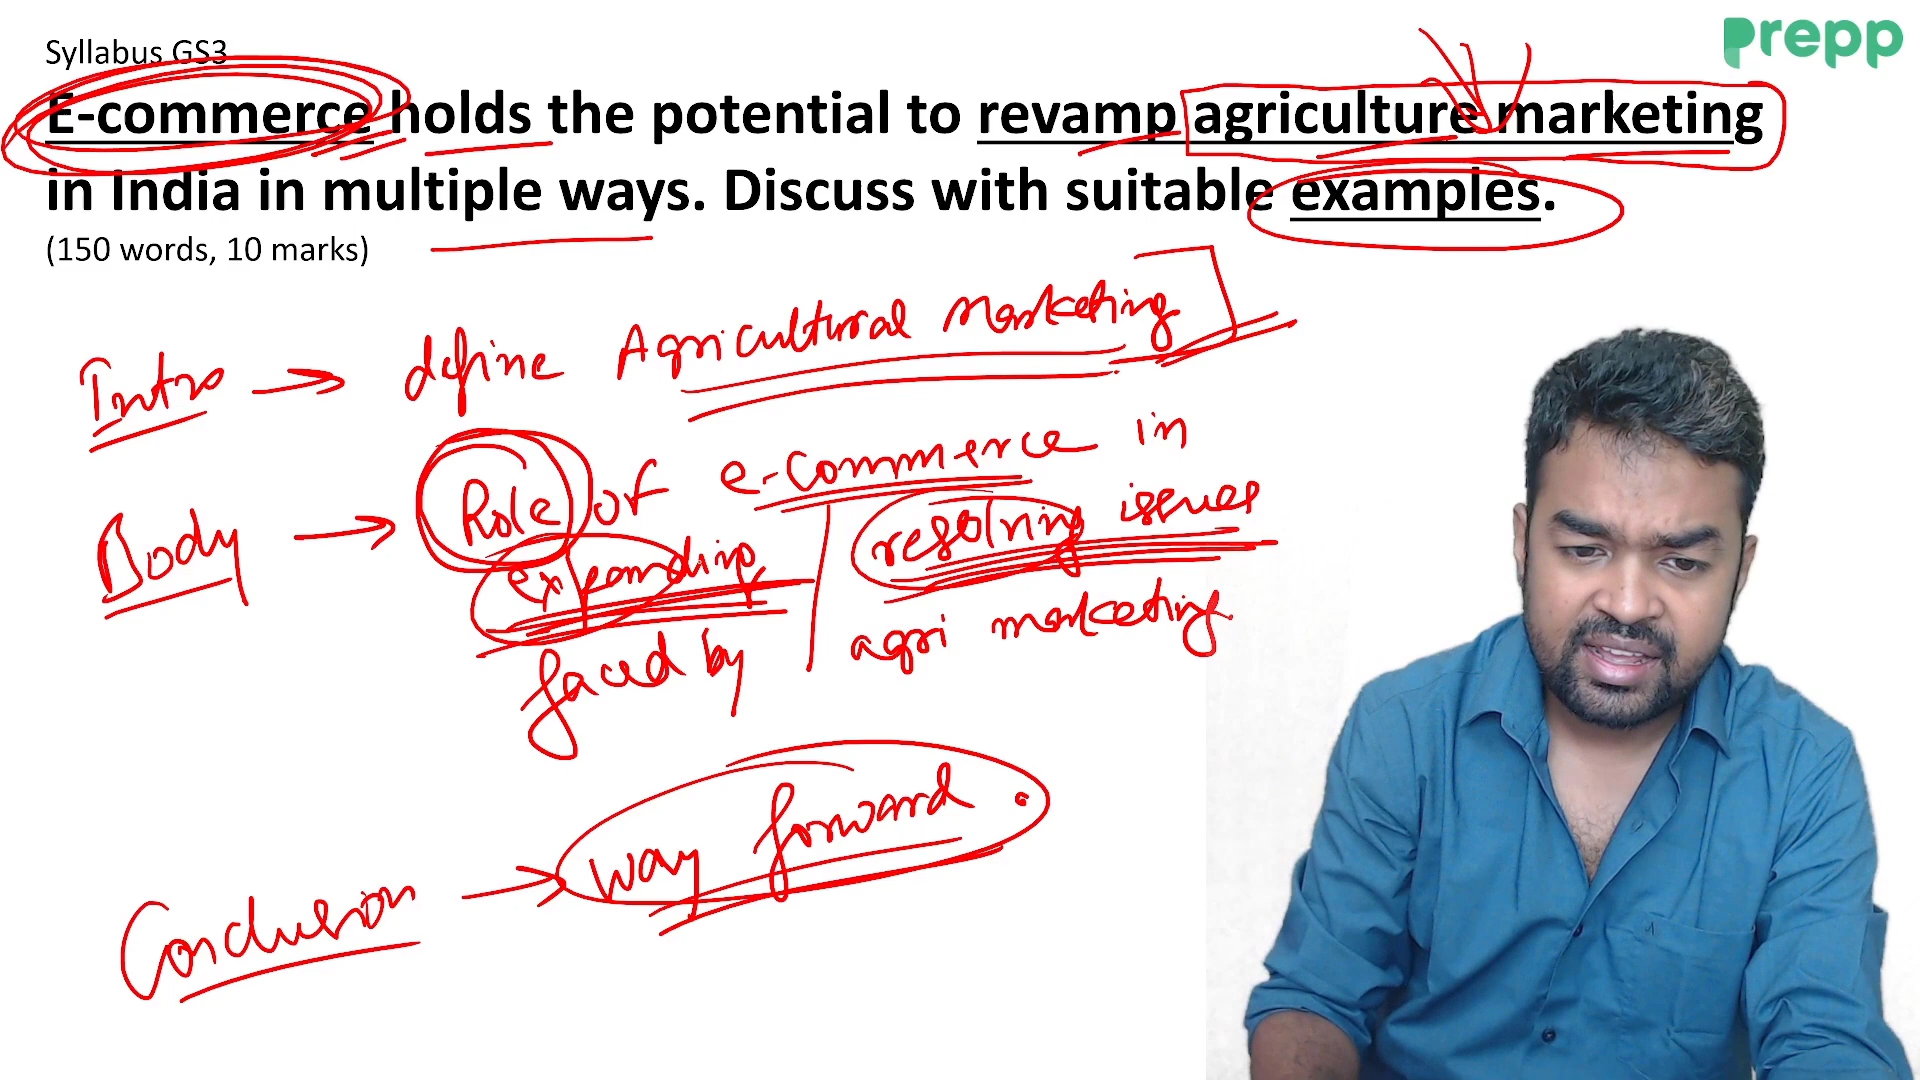 Syllabus GS3
prepp
E-commerce holds the potential to revamp agriculture marketing
in India in multiple ways. Discuss with suitable examples.
(150 words, 10 marks)
Intro → define Agricultural Marketing
Body → Role of e-commerce in
expanding / resolving issues
faced by agri marketing
Conclusion → way forward.